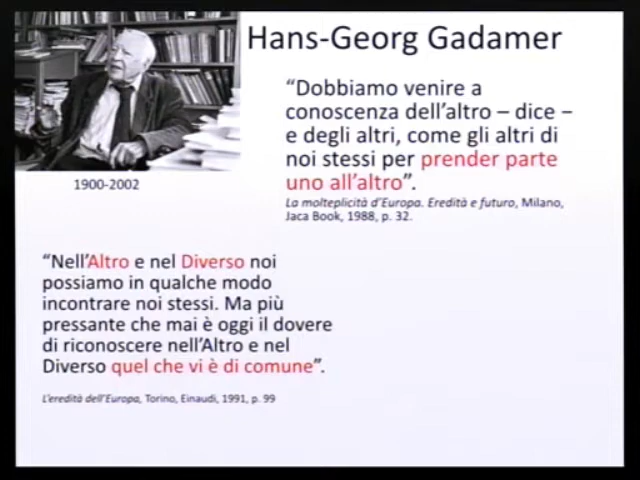 Hans-Georg Gadamer
“Dobbiamo venire a
conoscenza dell’altro – dice –
e degli altri, come gli altri di
noi stessi per prender parte
uno all’altro”.
La molteplicità d’Europa. Eredità e futuro, Milano,
Jaca Book, 1988, p. 32.
1900-2002
“Nell’Altro e nel Diverso noi
possiamo in qualche modo
incontrare noi stessi. Ma più
pressante che mai è oggi il dovere
di riconoscere nell’Altro e nel
Diverso quel che vi è di comune”.
L’eredità dell’Europa, Torino, Einaudi, 1991, p. 99